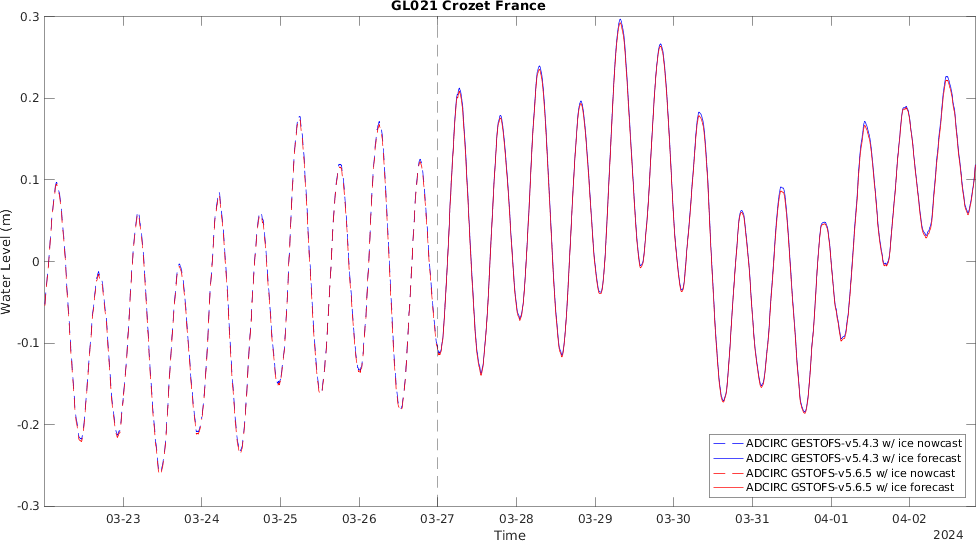 GL021 Crozet France
0.3
0.2
0.1
0
-0.1
-0.2
-0.3
Water Level (m)
ADCIRC GESTOFS-v5.4.3 w/ ice nowcast
ADCIRC GESTOFS-v5.4.3 w/ ice forecast
ADCIRC GSTOFS-v5.6.5 w/ ice nowcast
ADCIRC GSTOFS-v5.6.5 w/ ice forecast
03-23 03-24 03-25 03-26 03-27 03-28 03-29 03-30 03-31 04-01 04-02
Time
2024